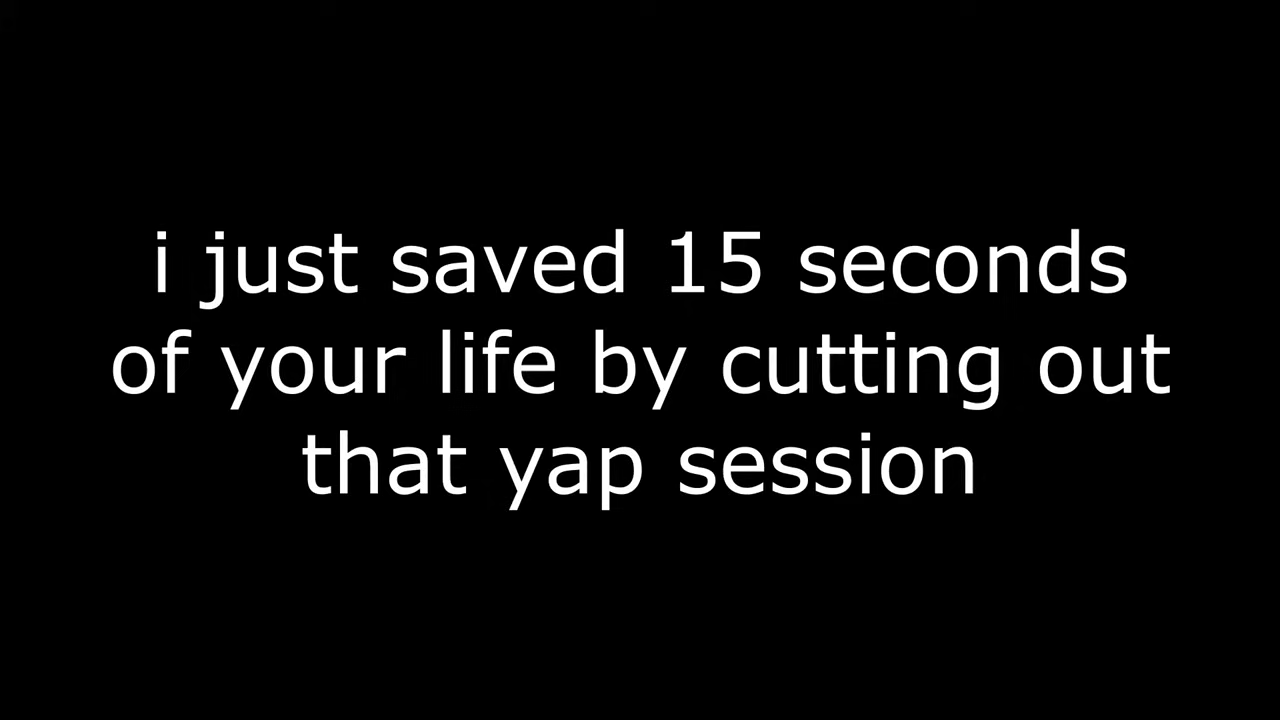 i just saved 15 seconds
of your life by cutting out
that yap session